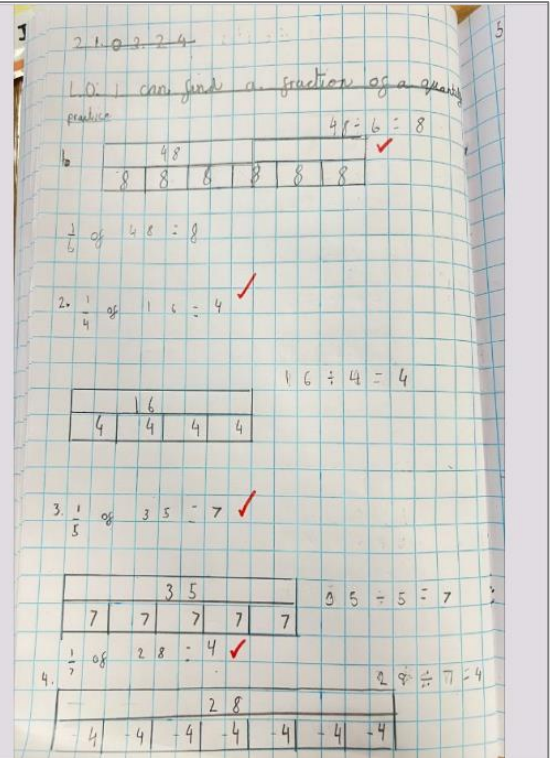 21.03.24
L.O: I can find a fraction of a quantity
practice
48 ÷ 6 = 8
1.
48
8 8 8 8 8 8
1/6 of 48 = 8
2. 1/4 of 16 = 4
16 ÷ 4 = 4
16
4 4 4 4
3. 1/5 of 35 = 7
35
35 ÷ 5 = 7
7 7 7 7 7
4. 1/7 of 28 = 4
28 ÷ 7 = 4
28
4 4 4 4 4 4 4
5